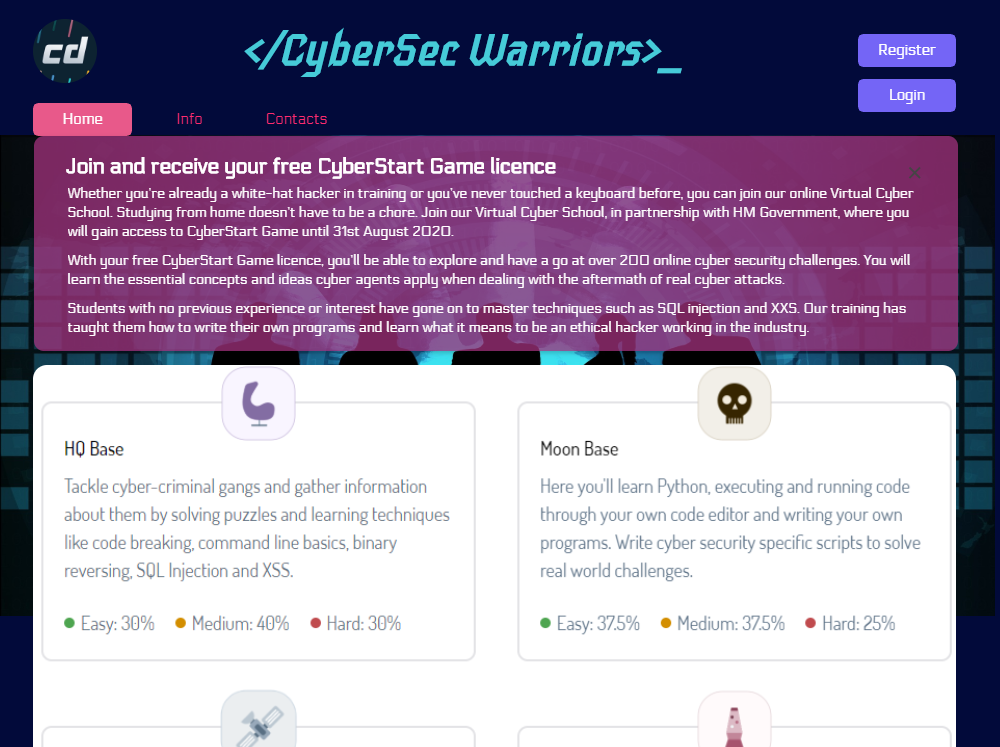 cd
</CyberSec Warriors>_
Register
Login
Home
Info
Contacts
Join and receive your free CyberStart Game licence
Whether you're already a white-hat hacker in training or you've never touched a keyboard before, you can join our online Virtual Cyber
School. Studying from home doesn't have to be a chore. Join our Virtual Cyber School, in partnership with HM Government, where you
will gain access to CyberStart Game until 31st August 2020.
With your free CyberStart Game licence, you'll be able to explore and have a go at over 200 online cyber security challenges. You will
learn the essential concepts and ideas cyber agents apply when dealing with the aftermath of real cyber attacks.
Students with no previous experience or interest have gone on to master techniques such as SQL injection and XXS. Our training has
taught them how to write their own programs and learn what it means to be an ethical hacker working in the industry.
HQ Base
Tackle cyber-criminal gangs and gather information
about them by solving puzzles and learning techniques
like code breaking, command line basics, binary
reversing, SQL Injection and XSS.
Easy: 30% Medium: 40% Hard: 30%
Moon Base
Here you'll learn Python, executing and running code
through your own code editor and writing your own
programs. Write cyber security specific scripts to solve
real world challenges.
Easy: 37.5% Medium: 37.5% Hard: 25%